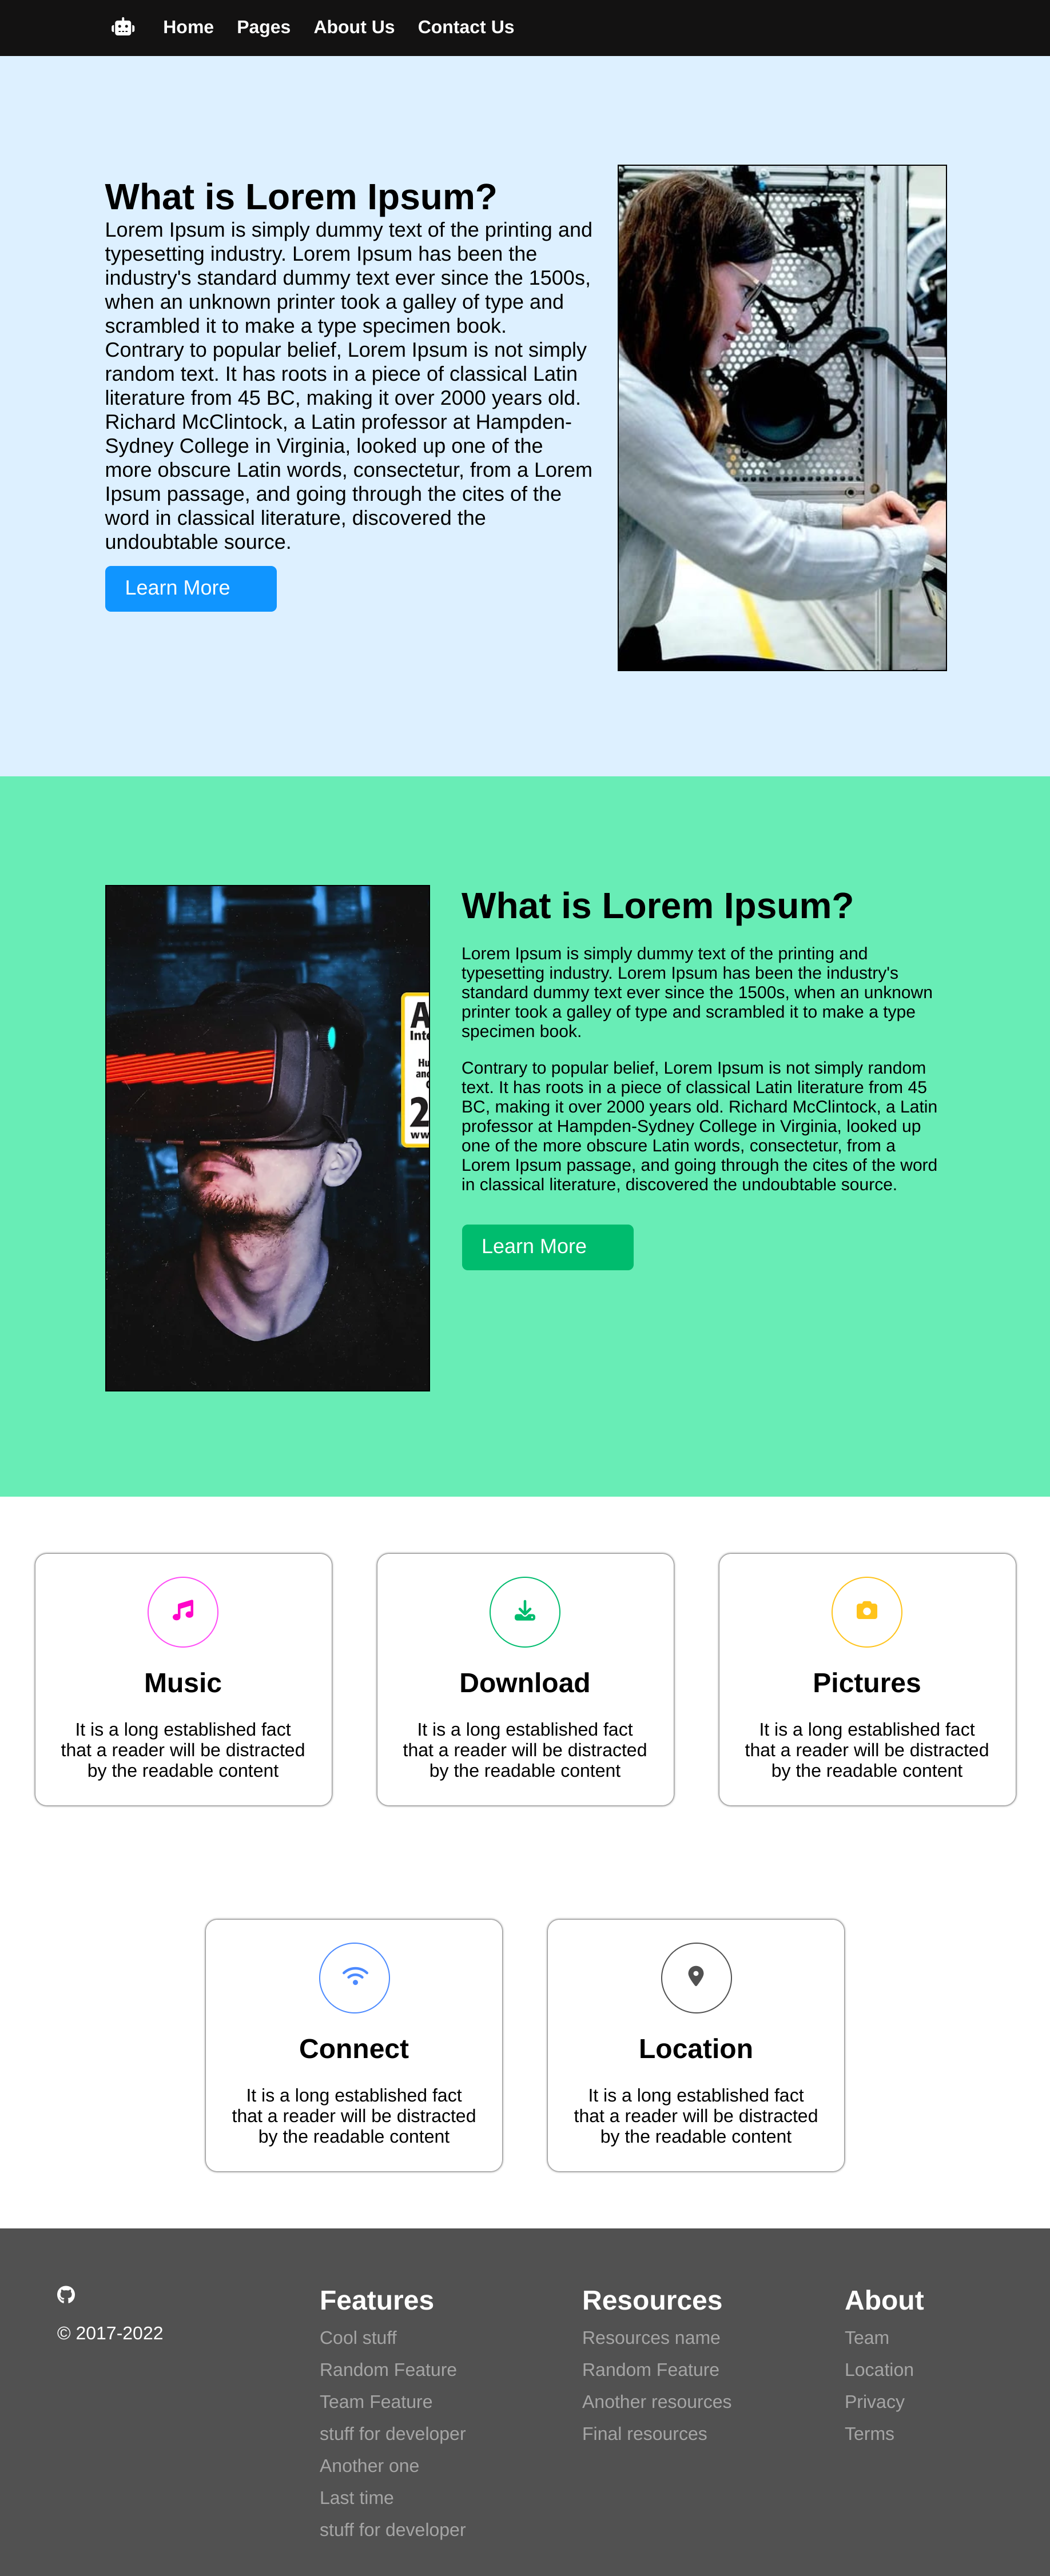 Home Pages About Us Contact Us
What is Lorem Ipsum?
Lorem Ipsum is simply dummy text of the printing and
typesetting industry. Lorem Ipsum has been the
industry's standard dummy text ever since the 1500s,
when an unknown printer took a galley of type and
scrambled it to make a type specimen book.
Contrary to popular belief, Lorem Ipsum is not simply
random text. It has roots in a piece of classical Latin
literature from 45 BC, making it over 2000 years old.
Richard McClintock, a Latin professor at Hampden-
Sydney College in Virginia, looked up one of the
more obscure Latin words, consectetur, from a Lorem
Ipsum passage, and going through the cites of the
word in classical literature, discovered the
undoubtable source.
Learn More
A
Inte
Hu
an
2
ww
What is Lorem Ipsum?
Lorem Ipsum is simply dummy text of the printing and
typesetting industry. Lorem Ipsum has been the industry's
standard dummy text ever since the 1500s, when an unknown
printer took a galley of type and scrambled it to make a type
specimen book.
Contrary to popular belief, Lorem Ipsum is not simply random
text. It has roots in a piece of classical Latin literature from 45
BC, making it over 2000 years old. Richard McClintock, a Latin
professor at Hampden-Sydney College in Virginia, looked up
one of the more obscure Latin words, consectetur, from a
Lorem Ipsum passage, and going through the cites of the word
in classical literature, discovered the undoubtable source.
Learn More
Music
It is a long established fact
that a reader will be distracted
by the readable content
Download
It is a long established fact
that a reader will be distracted
by the readable content
Pictures
It is a long established fact
that a reader will be distracted
by the readable content
Connect
It is a long established fact
that a reader will be distracted
by the readable content
Location
It is a long established fact
that a reader will be distracted
by the readable content
© 2017-2022
Features
Cool stuff
Random Feature
Team Feature
stuff for developer
Another one
Last time
stuff for developer
Resources
Resources name
Random Feature
Another resources
Final resources
About
Team
Location
Privacy
Terms